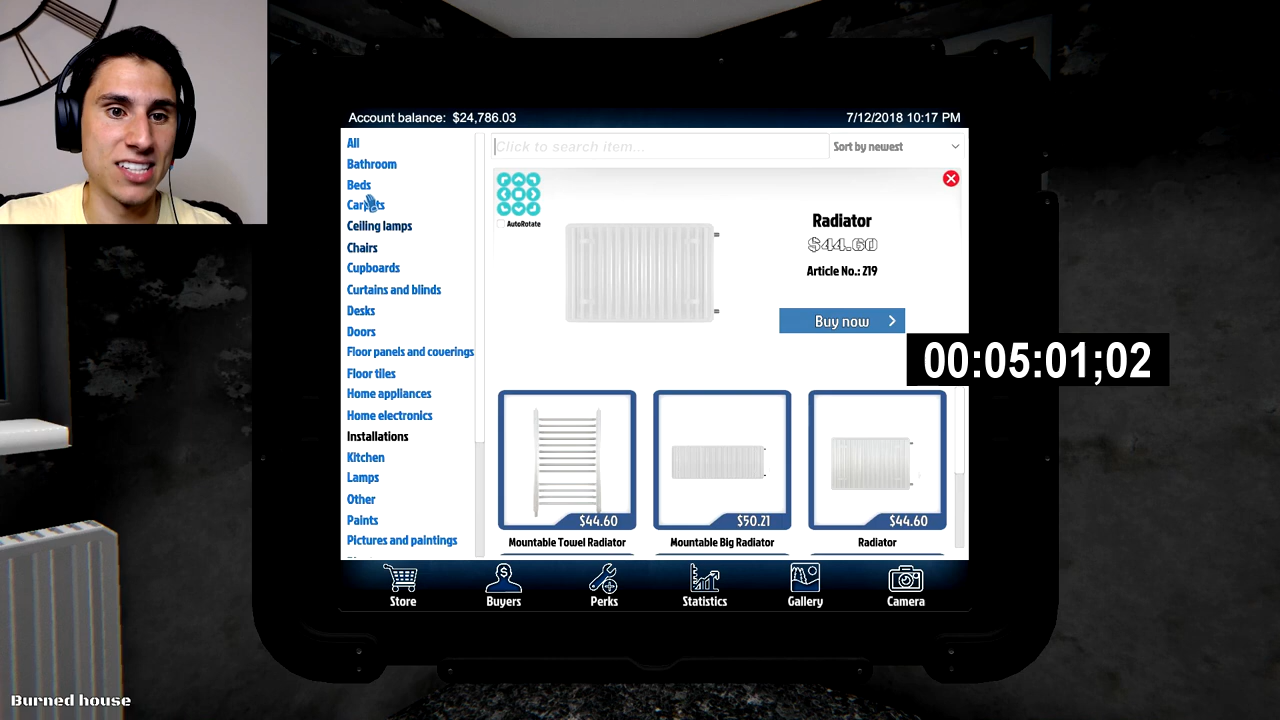 Account balance: $24,786.03
7/12/2018 10:17 PM
All
Bathroom
Beds
Carpets
Ceiling lamps
Chairs
Cupboards
Curtains and blinds
Desks
Doors
Floor panels and coverings
Floor tiles
Home appliances
Home electronics
Installations
Kitchen
Lamps
Other
Paints
Pictures and paintings
Click to search item...
Sort by newest
AutoRotate
Radiator
$44.60
Article No.: Z19
Buy now
00:05:01;02
$44.60
$50.21
$44.60
Mountable Towel Radiator
Mountable Big Radiator
Radiator
Store
Buyers
Perks
Statistics
Gallery
Camera
Burned house